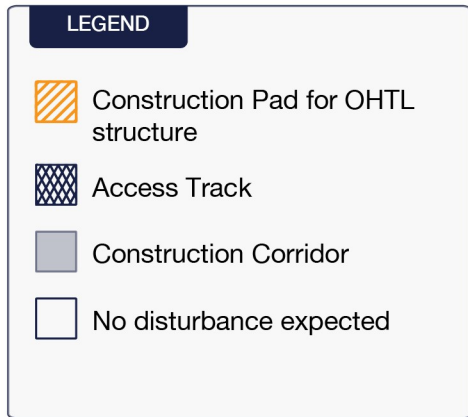 LEGEND
Construction Pad for OHTL
structure
Access Track
Construction Corridor
No disturbance expected